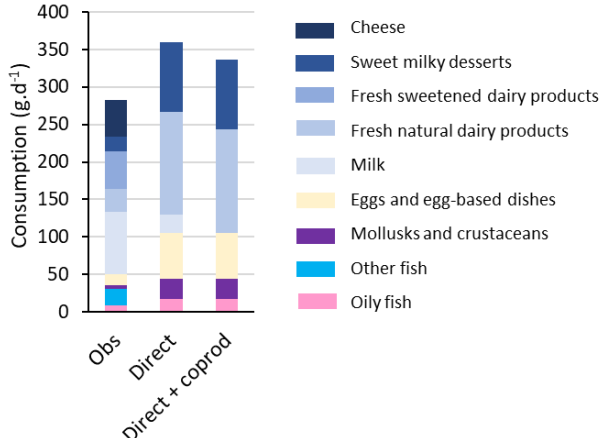 400
350
300
250
200
150
100
50
0
Consumption (g.d-1)
Obs
Direct
Direct + coprod
Cheese
Sweet milky desserts
Fresh sweetened dairy products
Fresh natural dairy products
Milk
Eggs and egg-based dishes
Mollusks and crustaceans
Other fish
Oily fish